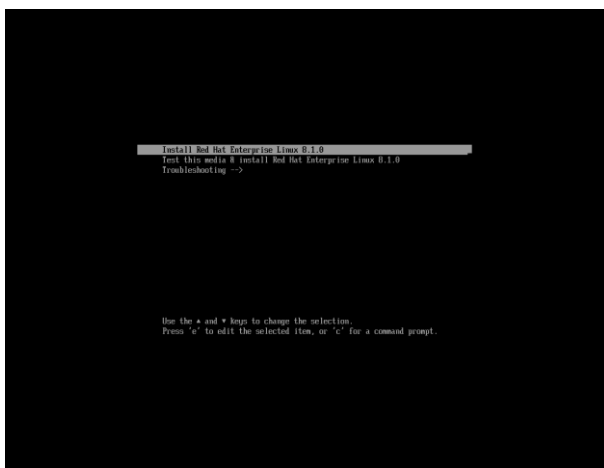 Install Red Hat Enterprise Linux 8.1.0
Test this media & install Red Hat Enterprise Linux 8.1.0
Troubleshooting -->
Use the ▲ and ▼ keys to change the selection.
Press 'e' to edit the selected item, or 'c' for a command prompt.